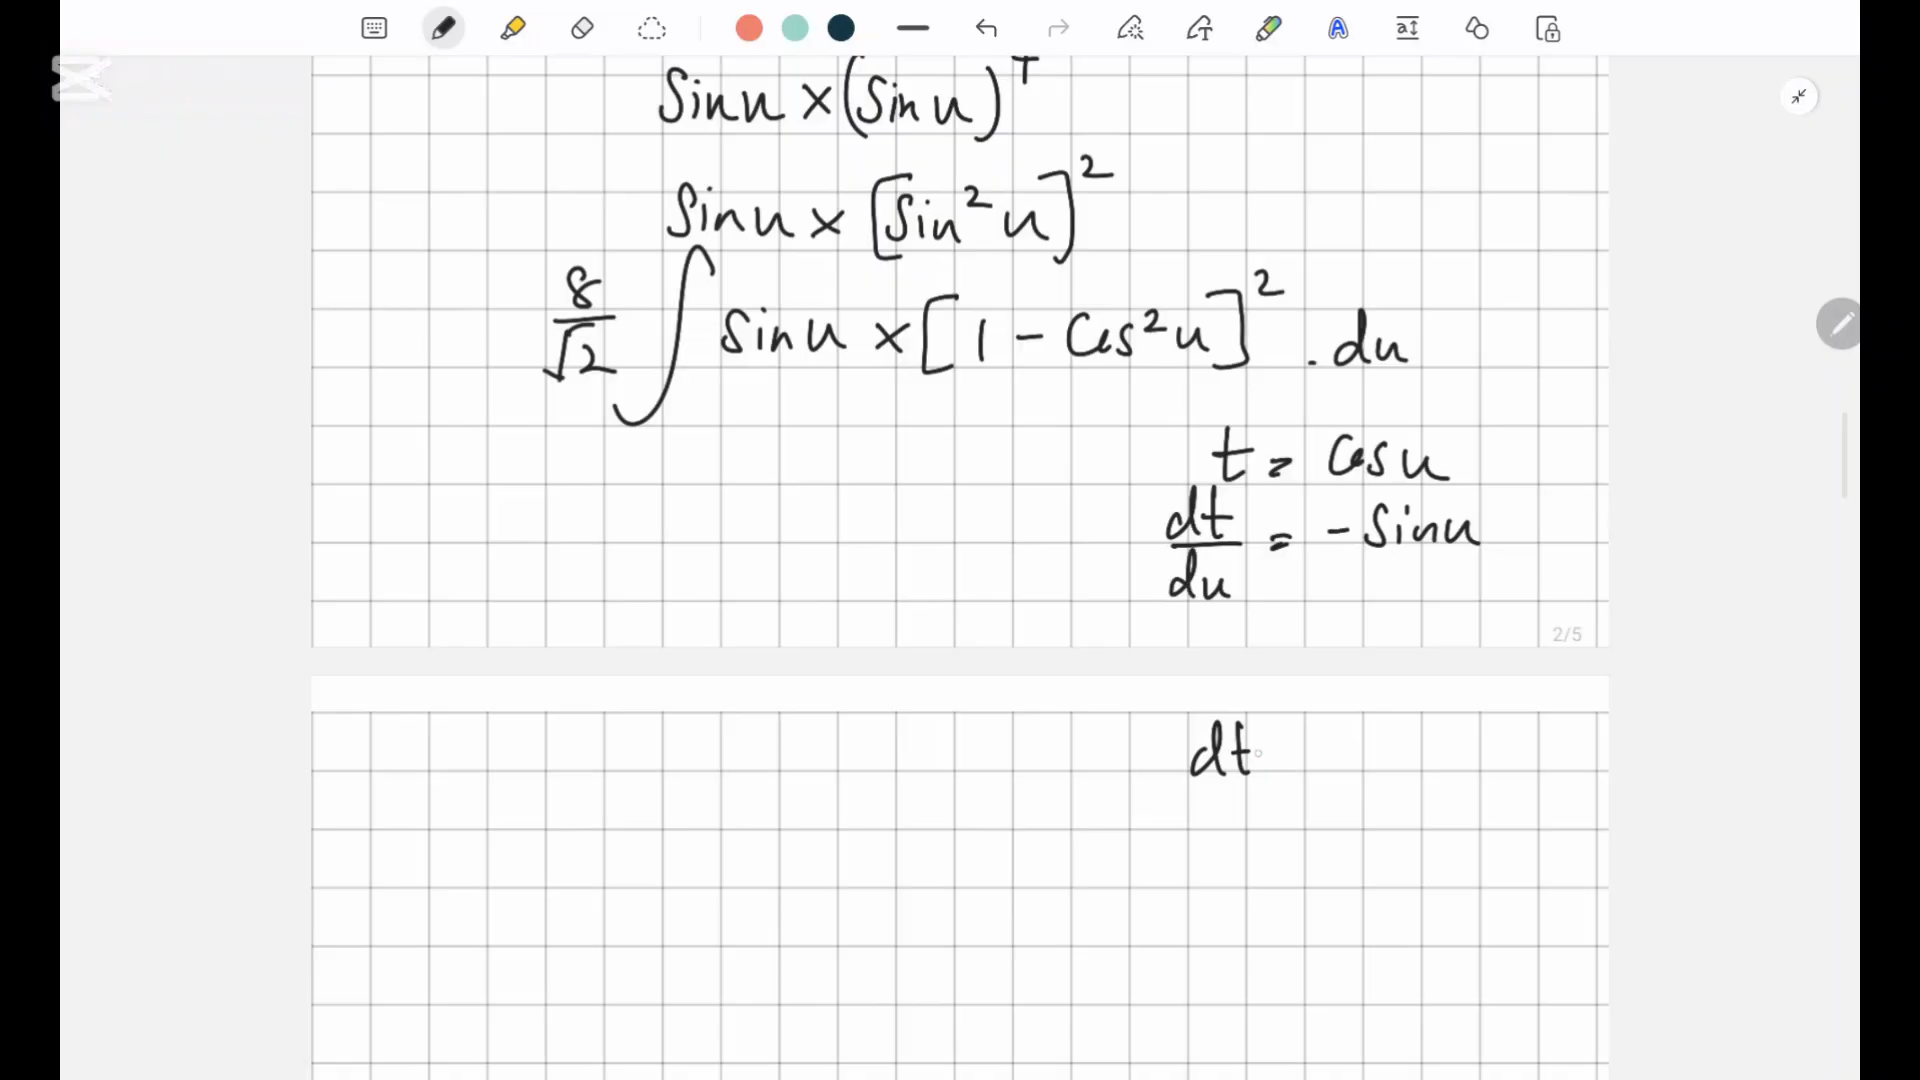 Sinu × (Sin u)⁴
Sinu × [Sin²u]²
8/√2 ∫ Sinu × [1 - Cos²u]² . du
t = Cosu
dt/du = - Sinu
2/5
dt